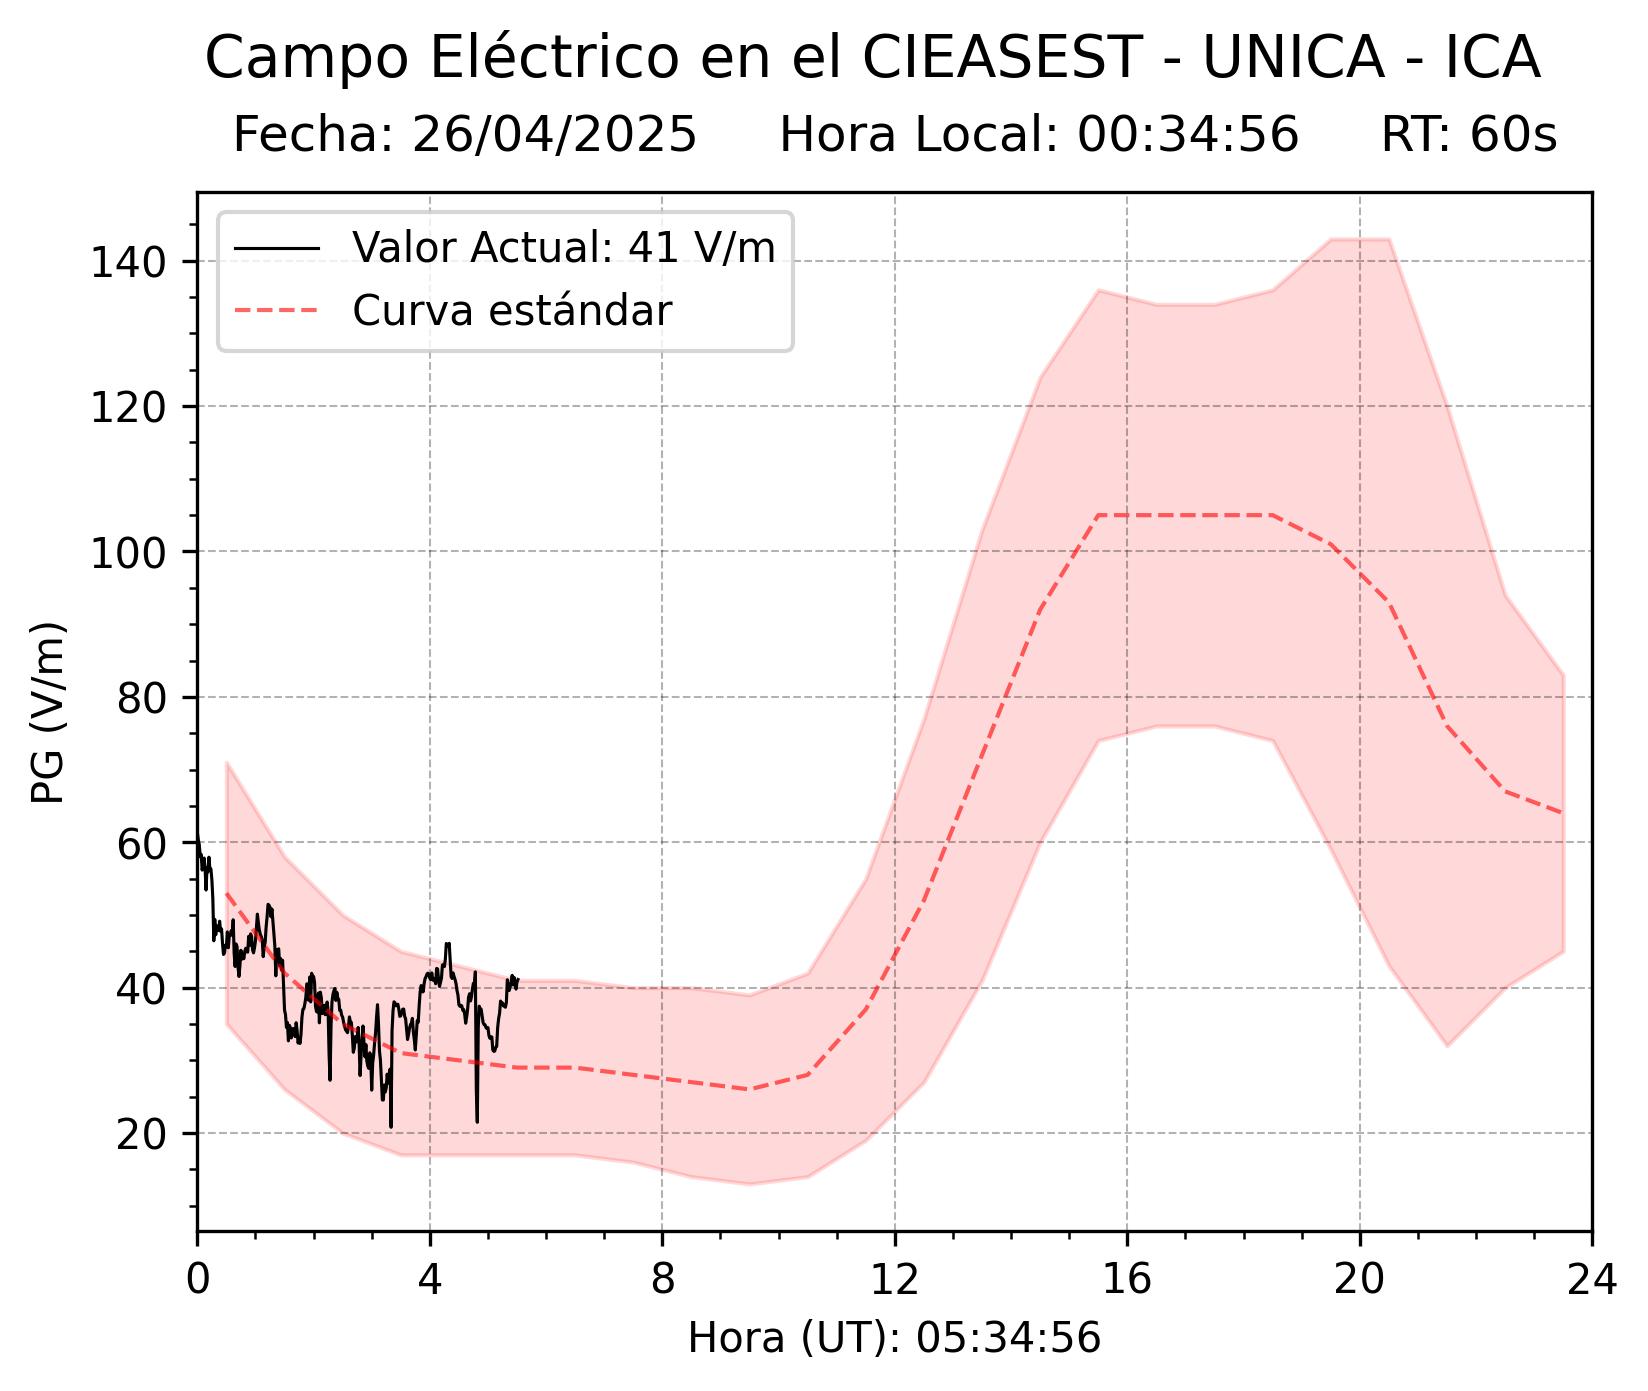 Campo Eléctrico en el CIEASEST - UNICA - ICA
Fecha: 26/04/2025 Hora Local: 00:34:56 RT: 60s
Valor Actual: 41 V/m
Curva estándar
PG (V/m)
140
120
100
80
60
40
20
0 4 8 12 16 20 24
Hora (UT): 05:34:56